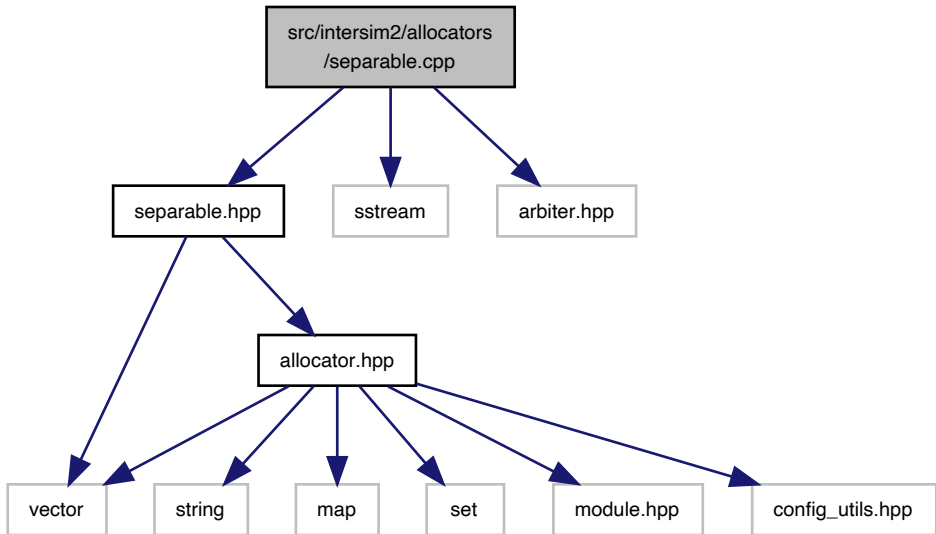 src/intersim2/allocators
/separable.cpp
separable.hpp
sstream
arbiter.hpp
allocator.hpp
vector
string
map
set
module.hpp
config_utils.hpp